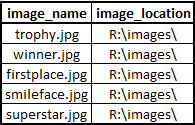 image_name image_location
trophy.jpg R:\images\
winner.jpg R:\images\
firstplace.jpg R:\images\
smileface.jpg R:\images\
superstar.jpg R:\images\